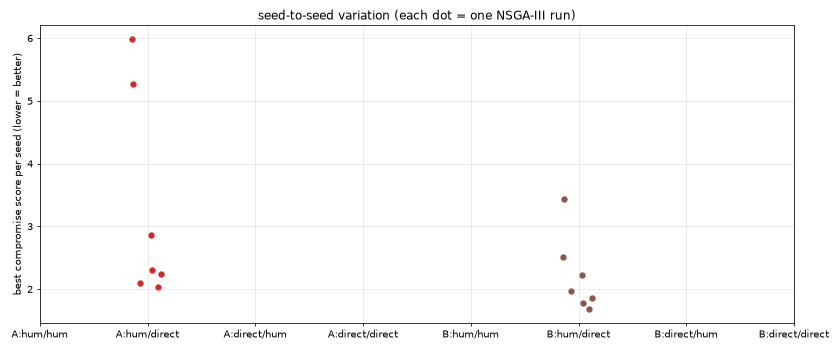 seed-to-seed variation (each dot = one NSGA-III run)
best compromise score per seed (lower = better)
6
5
4
3
2
A:hum/hum A:hum/direct A:direct/hum A:direct/direct B:hum/hum B:hum/direct B:direct/hum B:direct/direct